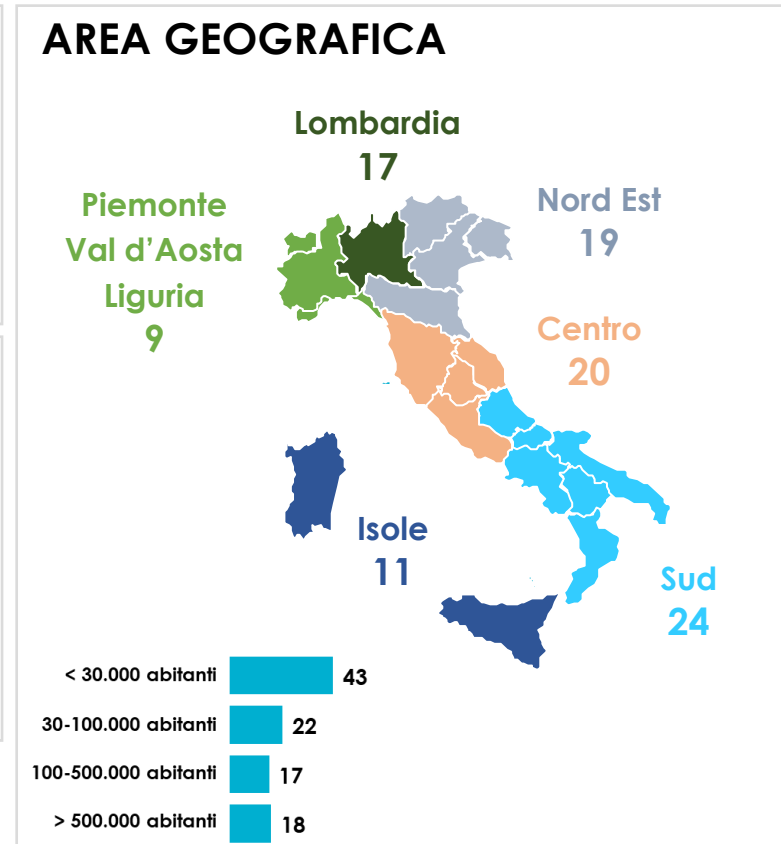 AREA GEOGRAFICA
Lombardia
17
Piemonte
Val d’Aosta
Liguria
9
Nord Est
19
Centro
20
Isole
11
Sud
24
< 30.000 abitanti 43
30-100.000 abitanti 22
100-500.000 abitanti 17
> 500.000 abitanti 18